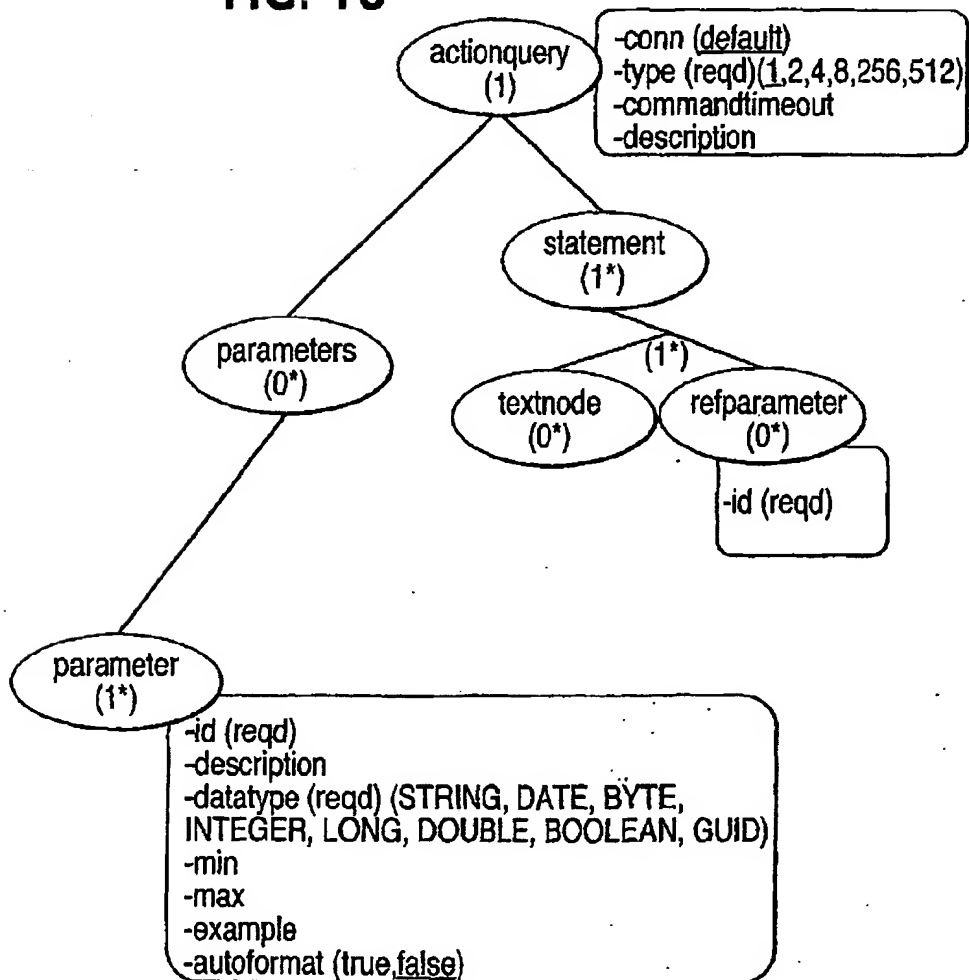 actionquery
(1)
-conn (default)
-type (reqd)(1,2,4,8,256,512)
-commandtimeout
-description
statement
(1*)
parameters
(0*)
(1*)
textnode
(0*)
refparameter
(0*)
-id (reqd)
parameter
(1*)
-id (reqd)
-description
-datatype (reqd) (STRING, DATE, BYTE,
INTEGER, LONG, DOUBLE, BOOLEAN, GUID)
-min
-max
-example
-autoformat (true,false)